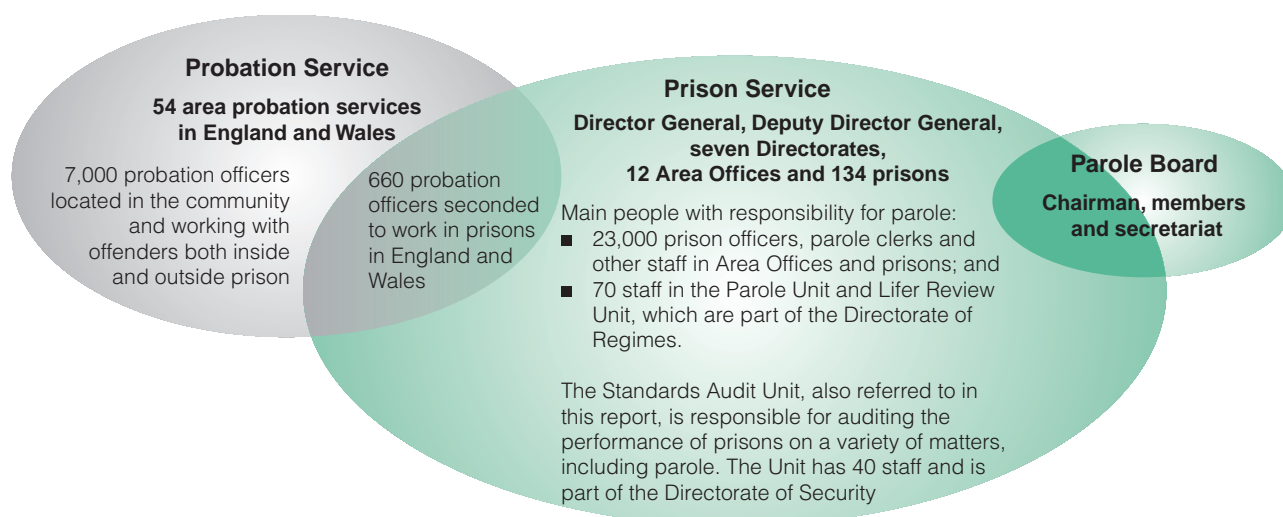 Probation Service
54 area probation services
in England and Wales
7,000 probation officers
located in the community
and working with
offenders both inside
and outside prison
660 probation
officers seconded
to work in prisons
in England and
Wales
Prison Service
Director General, Deputy Director General,
seven Directorates,
12 Area Offices and 134 prisons
Main people with responsibility for parole:
■ 23,000 prison officers, parole clerks and
other staff in Area Offices and prisons; and
■ 70 staff in the Parole Unit and Lifer Review
Unit, which are part of the Directorate of
Regimes.
The Standards Audit Unit, also referred to in
this report, is responsible for auditing the
performance of prisons on a variety of matters,
including parole. The Unit has 40 staff and is
part of the Directorate of Security
Parole Board
Chairman, members
and secretariat